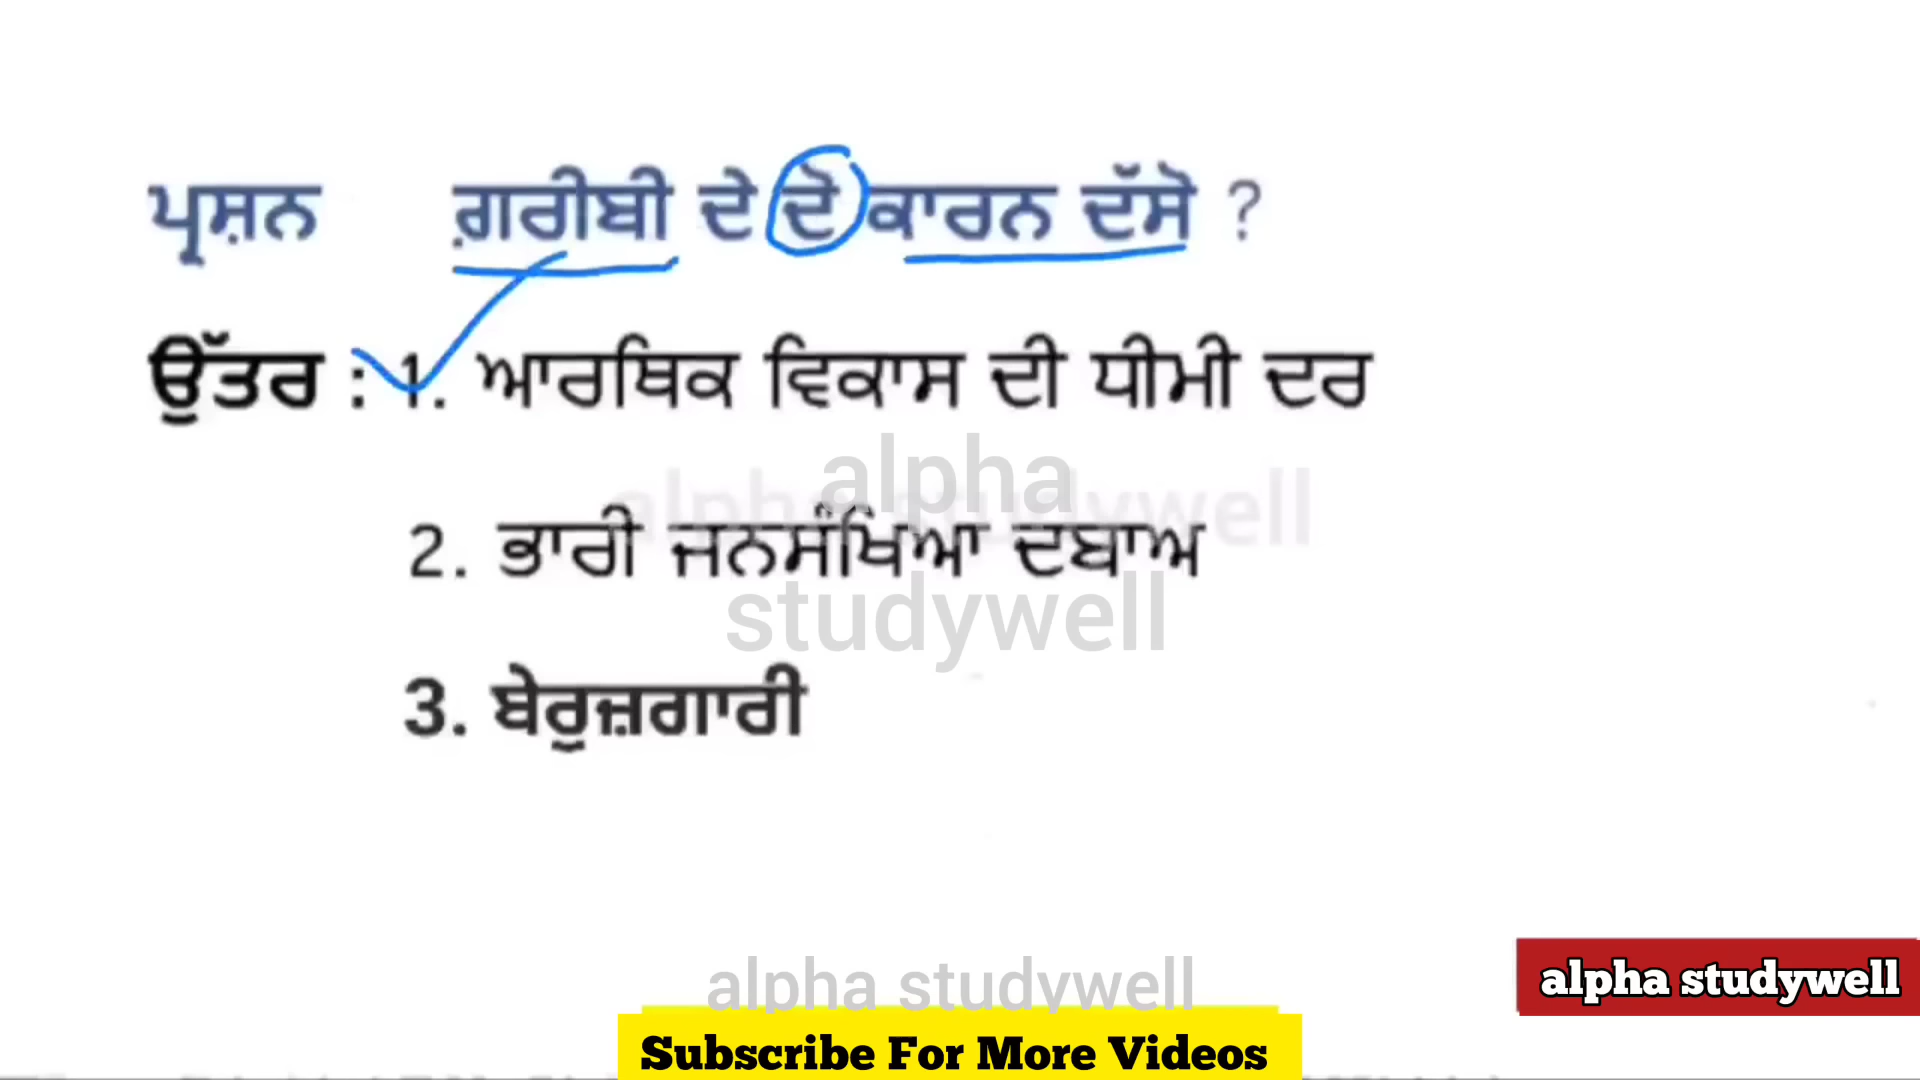 ਪ੍ਰਸ਼ਨ ਗ਼ਰੀਬੀ ਦੇ ਦੋ ਕਾਰਨ ਦੱਸੋ ?
ਉੱਤਰ : 1. ਆਰਥਿਕ ਵਿਕਾਸ ਦੀ ਧੀਮੀ ਦਰ
alpha studywell
alpha
2. ਭਾਰੀ ਜਨਸੰਖਿਆ ਦਬਾਅ
studywell
3. ਬੇਰੁਜ਼ਗਾਰੀ
alpha studywell
alpha studywell
Subscribe For More Videos